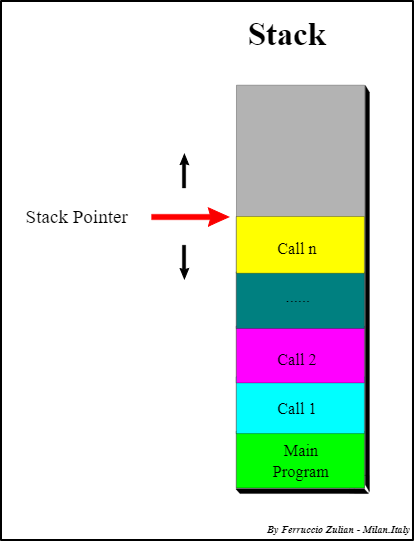 Stack
Stack Pointer
Call n
......
Call 2
Call 1
Main
Program
By Ferruccio Zulian - Milan.Italy